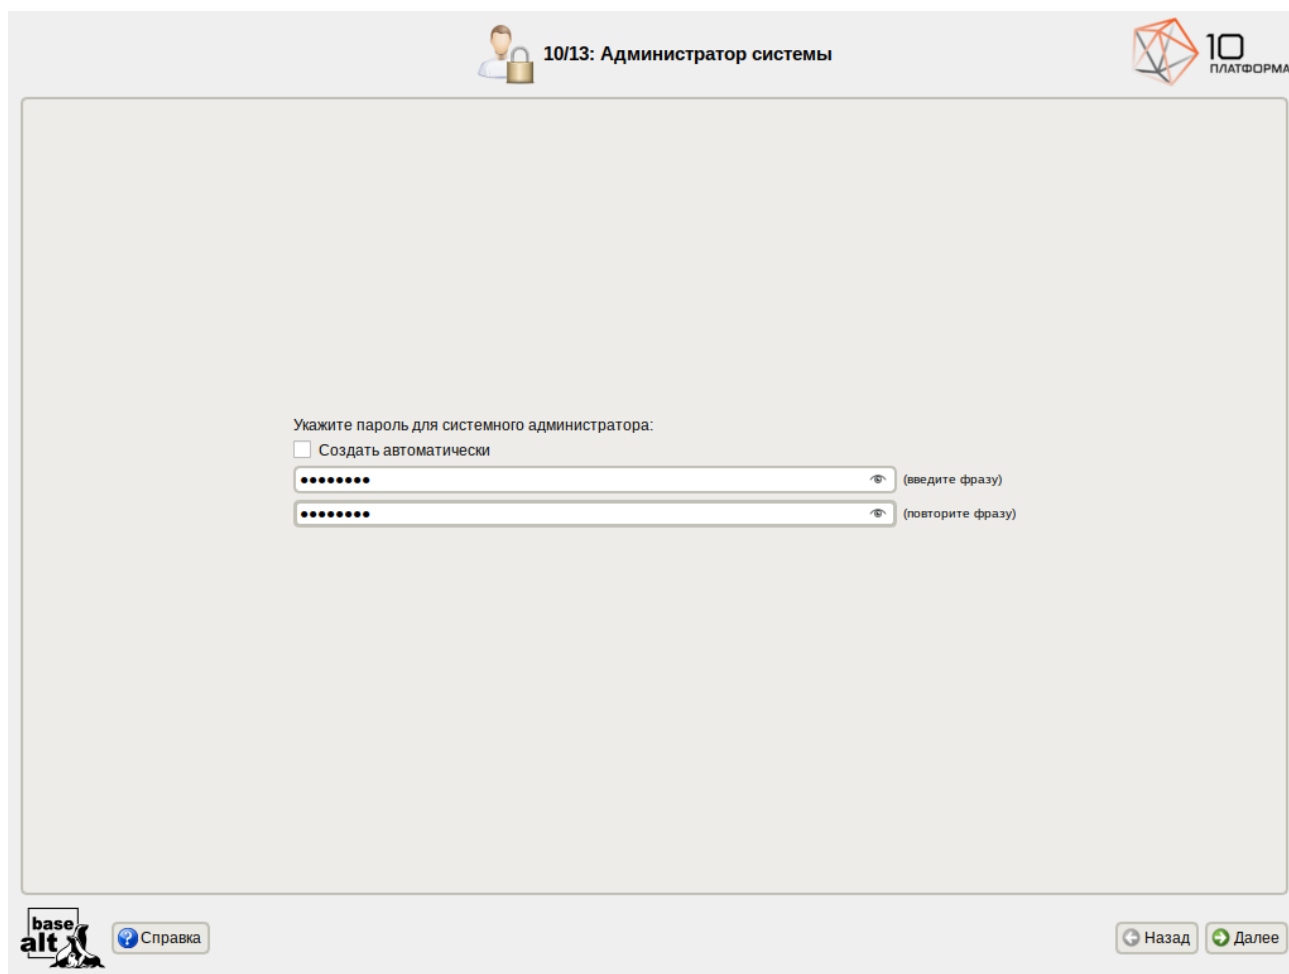 10/13: Администратор системы
10
ПЛАТФОРМА
Укажите пароль для системного администратора:
Создать автоматически
•••••••• (введите фразу)
•••••••• (повторите фразу)
base
alt
Справка
Назад
Далее